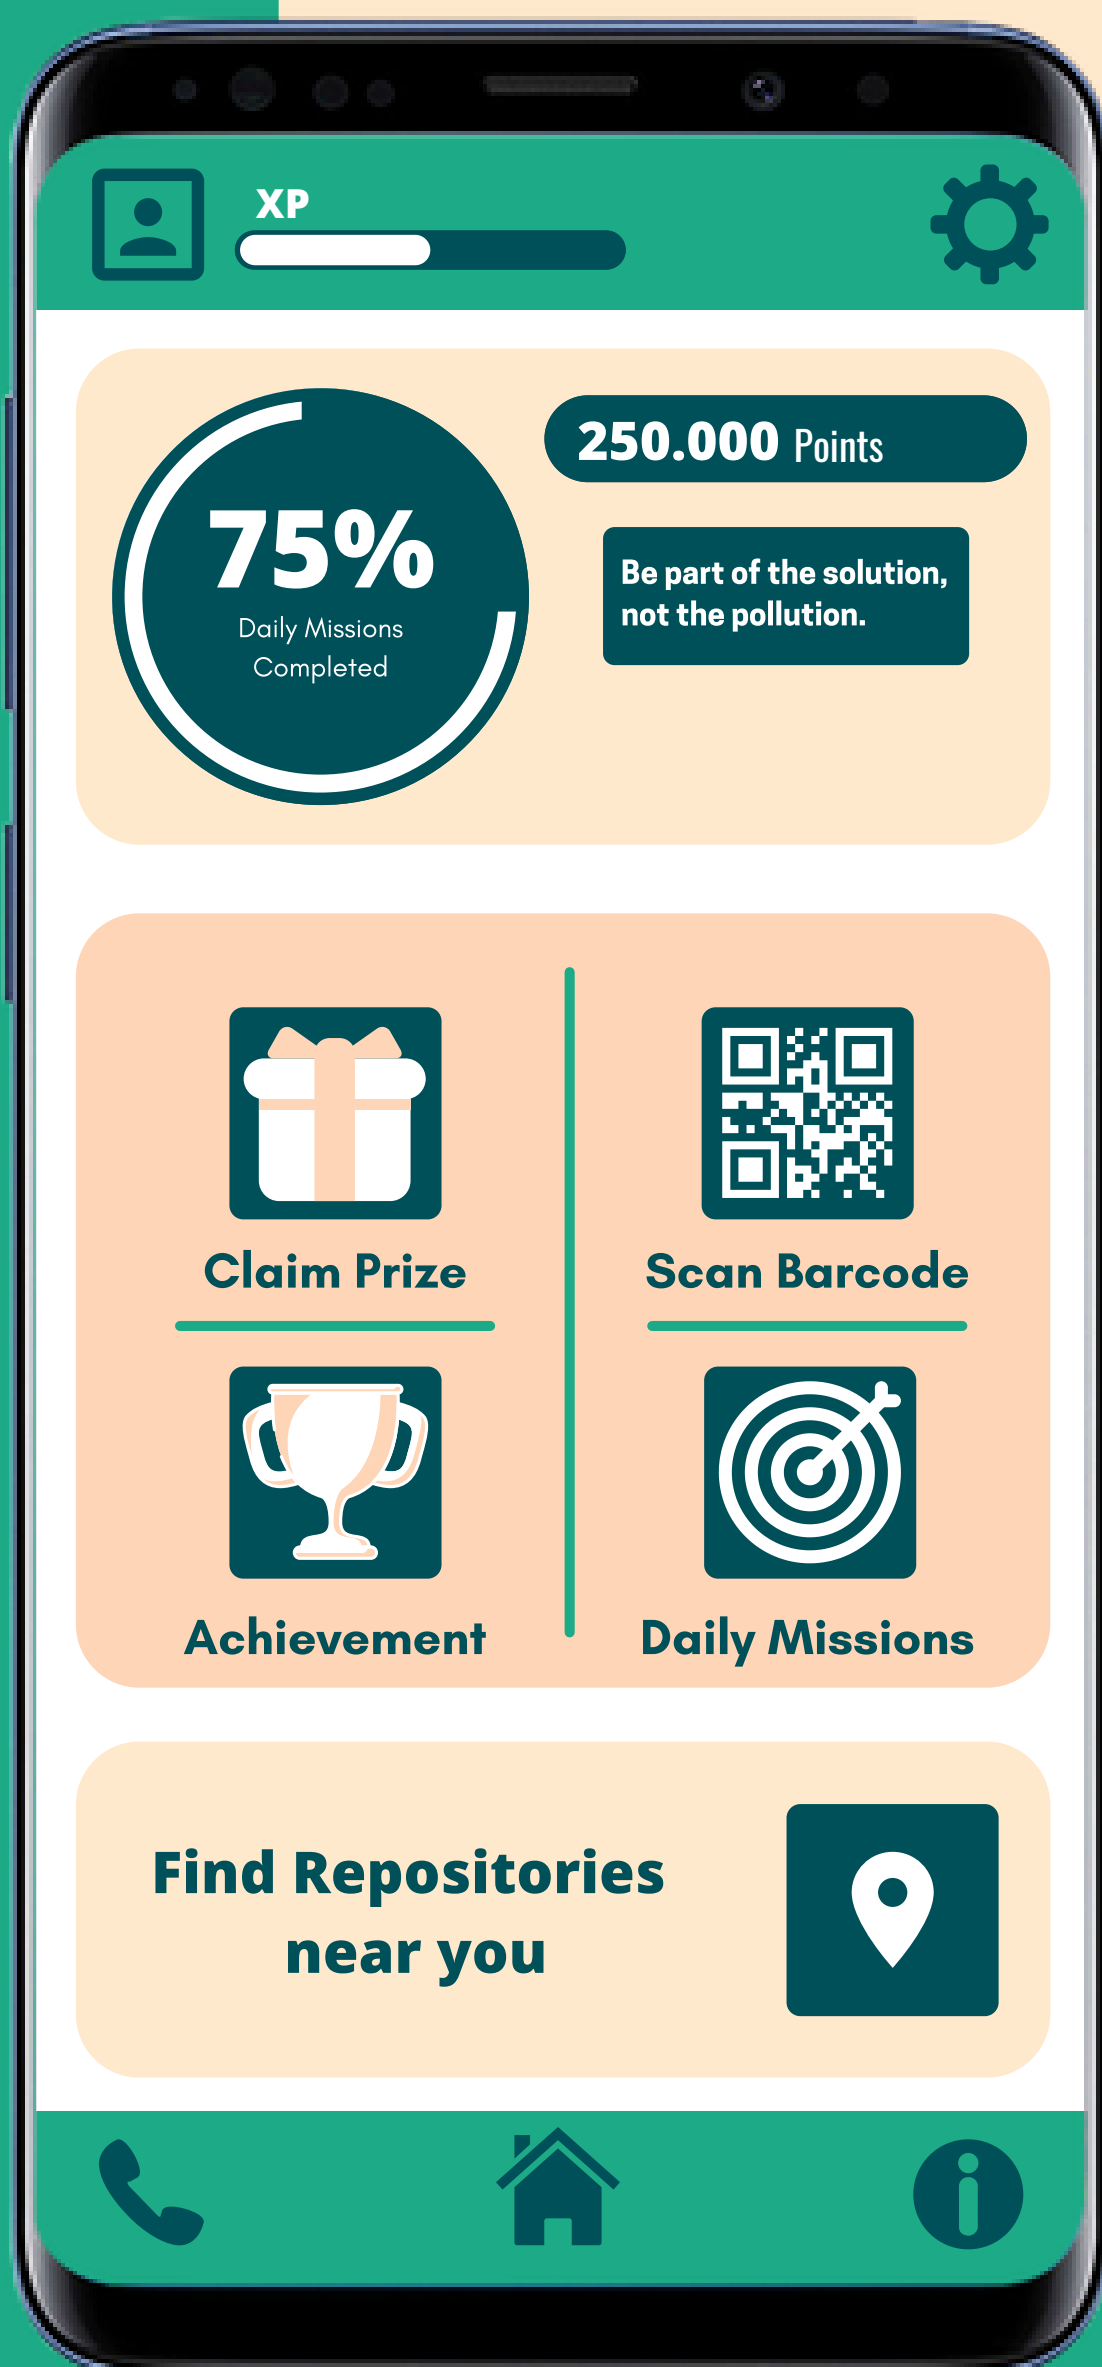 XP
250.000 Points
75%
Daily Missions
Completed
Be part of the solution,
not the pollution.
Claim Prize
Scan Barcode
Achievement
Daily Missions
Find Repositories
near you